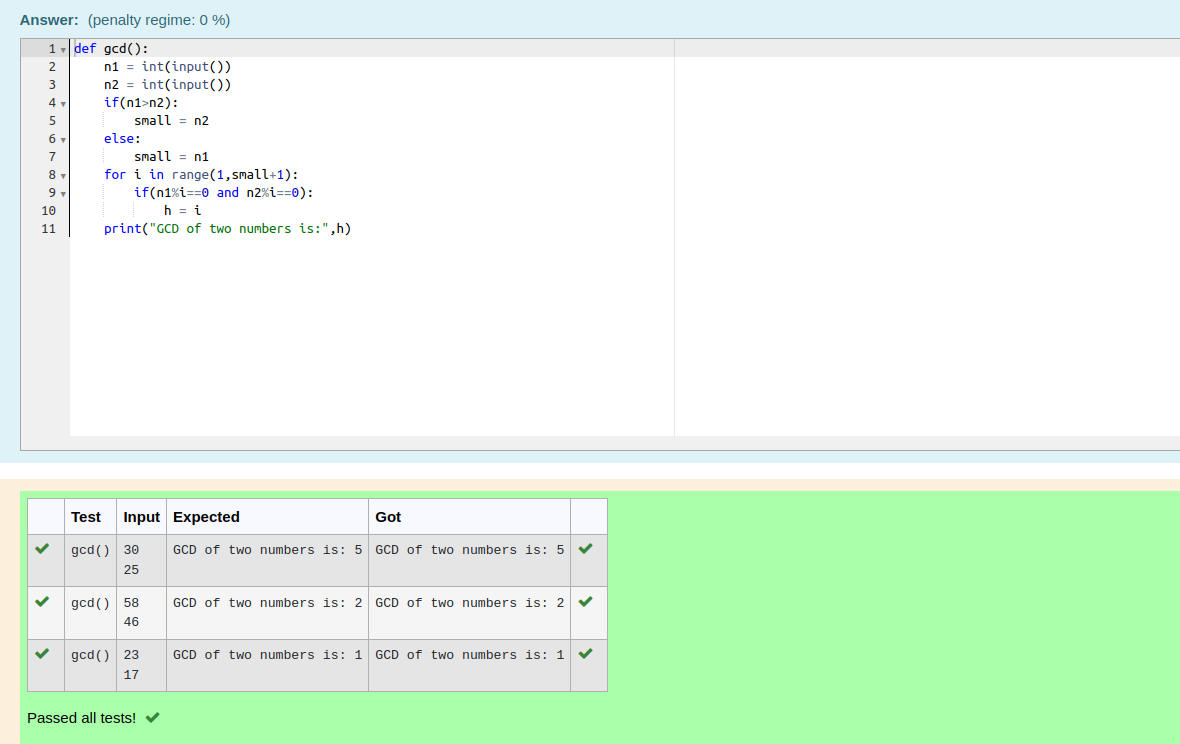 Answer: (penalty regime: 0 %)
1 def gcd():
2     n1 = int(input())
3     n2 = int(input())
4     if(n1>n2):
5         small = n2
6     else:
7         small = n1
8     for i in range(1,small+1):
9         if(n1%i==0 and n2%i==0):
10             h = i
11     print("GCD of two numbers is:",h)
Test Input Expected Got
gcd() 30 GCD of two numbers is: 5 GCD of two numbers is: 5
25
gcd() 58 GCD of two numbers is: 2 GCD of two numbers is: 2
46
gcd() 23 GCD of two numbers is: 1 GCD of two numbers is: 1
17
Passed all tests!